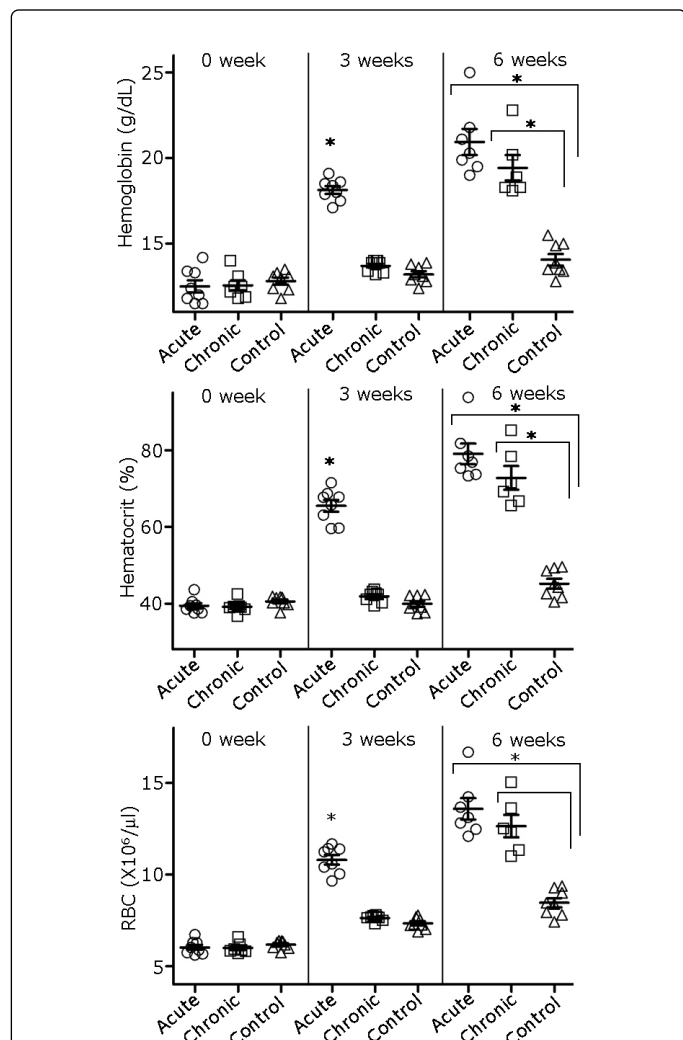 0 week 3 weeks 6 weeks
Hemoglobin (g/dL)
25
*
*
*
20
15
Acute Chronic Control Acute Chronic Control Acute Chronic Control
0 week 3 weeks 6 weeks
Hematocrit (%)
*
*
*
80
60
40
Acute Chronic Control Acute Chronic Control Acute Chronic Control
0 week 3 weeks 6 weeks
RBC (X10⁶/µl)
*
15
*
10
5
Acute Chronic Control Acute Chronic Control Acute Chronic Control